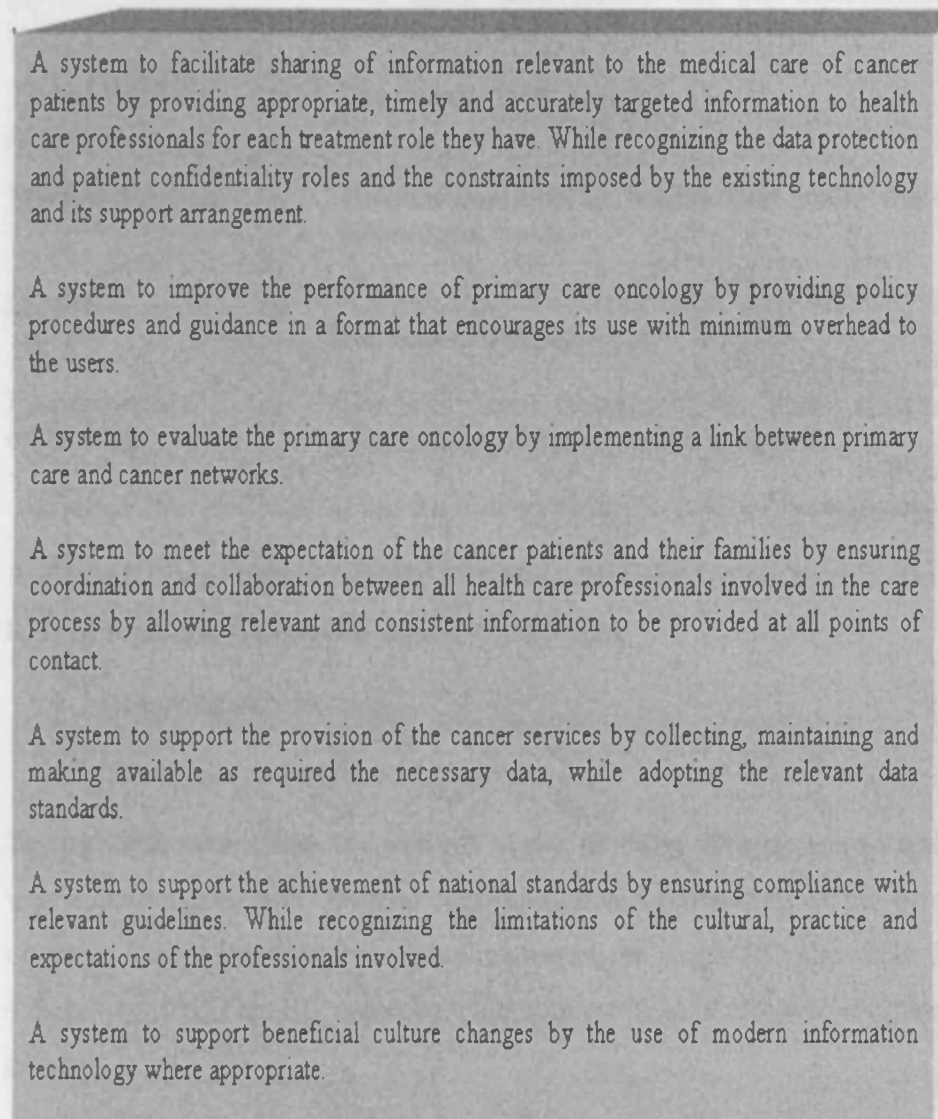 A system to facilitate sharing of information relevant to the medical care of cancer
patients by providing appropriate, timely and accurately targeted information to health
care professionals for each treatment role they have. While recognizing the data protection
and patient confidentiality roles and the constraints imposed by the existing technology
and its support arrangement.
A system to improve the performance of primary care oncology by providing policy
procedures and guidance in a format that encourages its use with minimum overhead to
the users.
A system to evaluate the primary care oncology by implementing a link between primary
care and cancer networks.
A system to meet the expectation of the cancer patients and their families by ensuring
coordination and collaboration between all health care professionals involved in the care
process by allowing relevant and consistent information to be provided at all points of
contact.
A system to support the provision of the cancer services by collecting, maintaining and
making available as required the necessary data, while adopting the relevant data
standards.
A system to support the achievement of national standards by ensuring compliance with
relevant guidelines. While recognizing the limitations of the cultural, practice and
expectations of the professionals involved.
A system to support beneficial culture changes by the use of modern information
technology where appropriate.